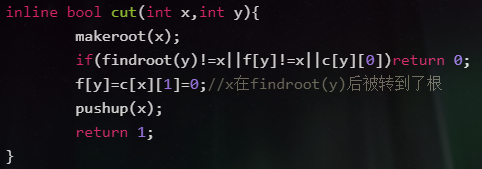 inline bool cut(int x,int y){
makeroot(x);
if(findroot(y)!=x||f[y]!=x||c[y][0])return 0;
f[y]=c[x][1]=0;//x在findroot(y)后被转到了根
pushup(x);
return 1;
}